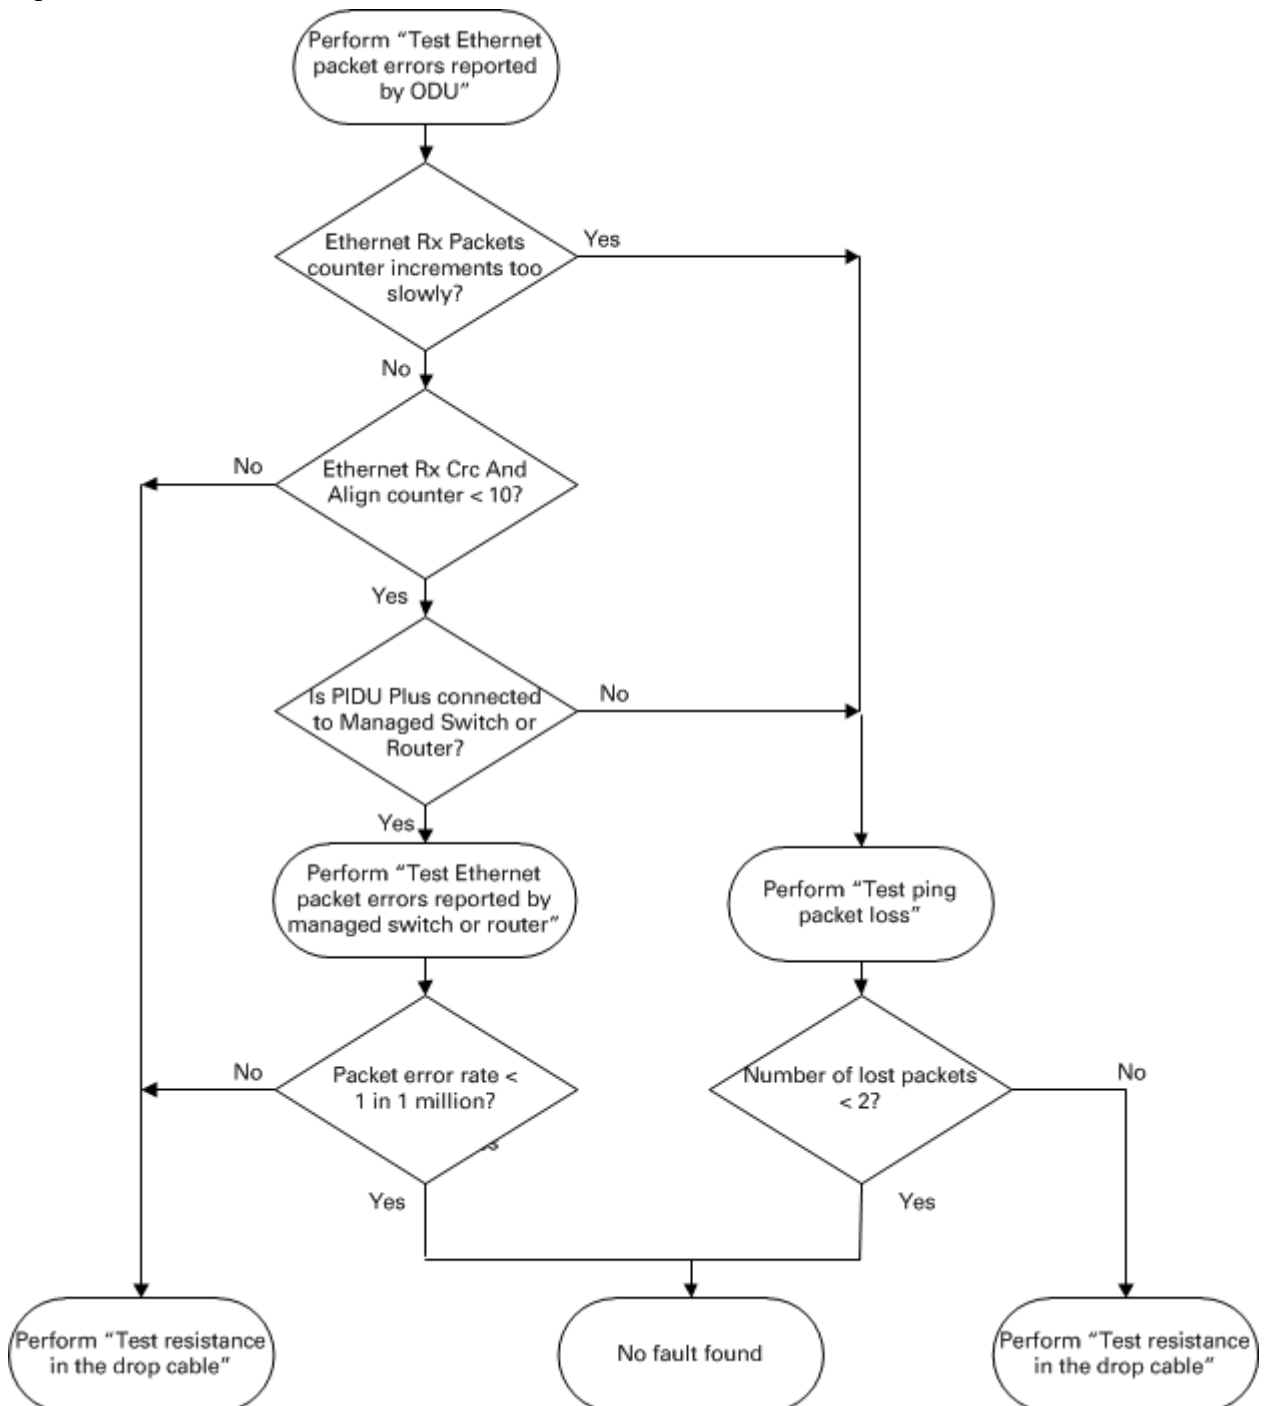 Perform “Test Ethernet
packet errors reported
by ODU”
Ethernet Rx Packets
counter increments too
slowly?
Yes
No
Ethernet Rx Crc And
Align counter < 10?
No
Yes
Is PIDU Plus connected
to Managed Switch or
Router?
No
Yes
Perform “Test Ethernet
packet errors reported by
managed switch or router”
Perform “Test ping
packet loss”
Packet error rate <
1 in 1 million?
No
Yes
Number of lost packets
< 2?
No
Yes
Perform “Test resistance
in the drop cable”
No fault found
Perform “Test resistance
in the drop cable”